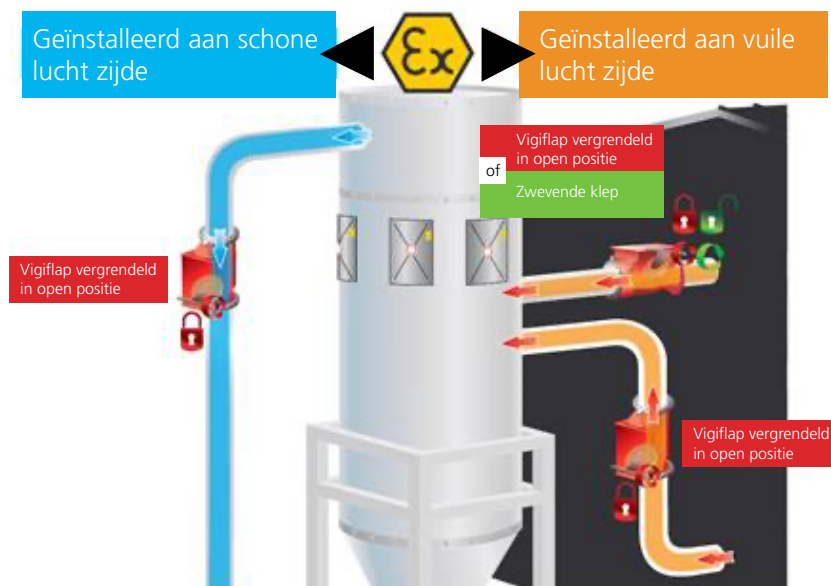 Geïnstalleerd aan schone
lucht zijde
Ex
Geïnstalleerd aan vuile
lucht zijde
Vigiflap vergrendeld
in open positie
of
Zwevende klep
Vigiflap vergrendeld
in open positie
Vigiflap vergrendeld
in open positie